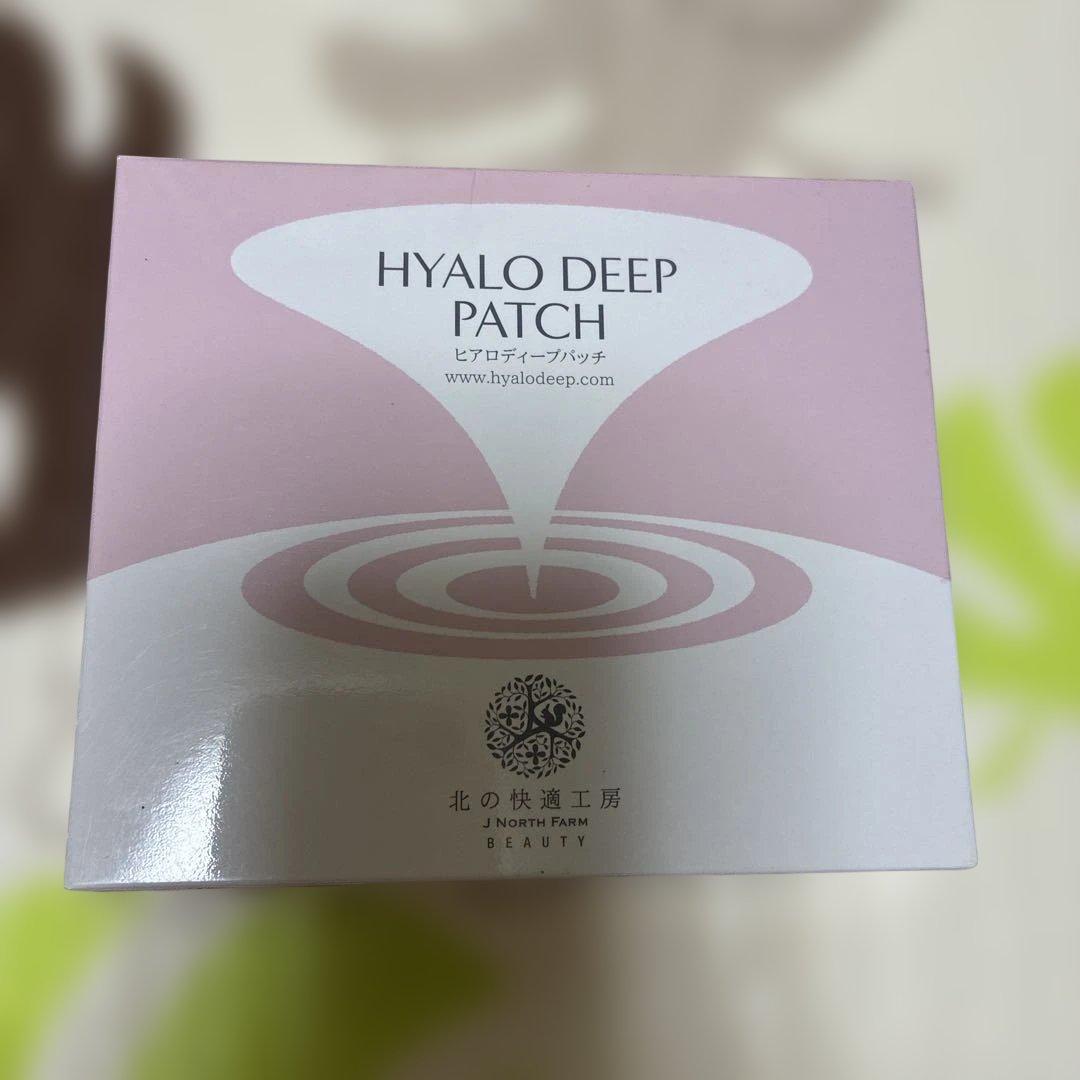 HYALO DEEP
PATCH
ヒアロディープパッチ
www.hyalodeep.com
北の快適工房
J NORTH FARM
BEAUTY